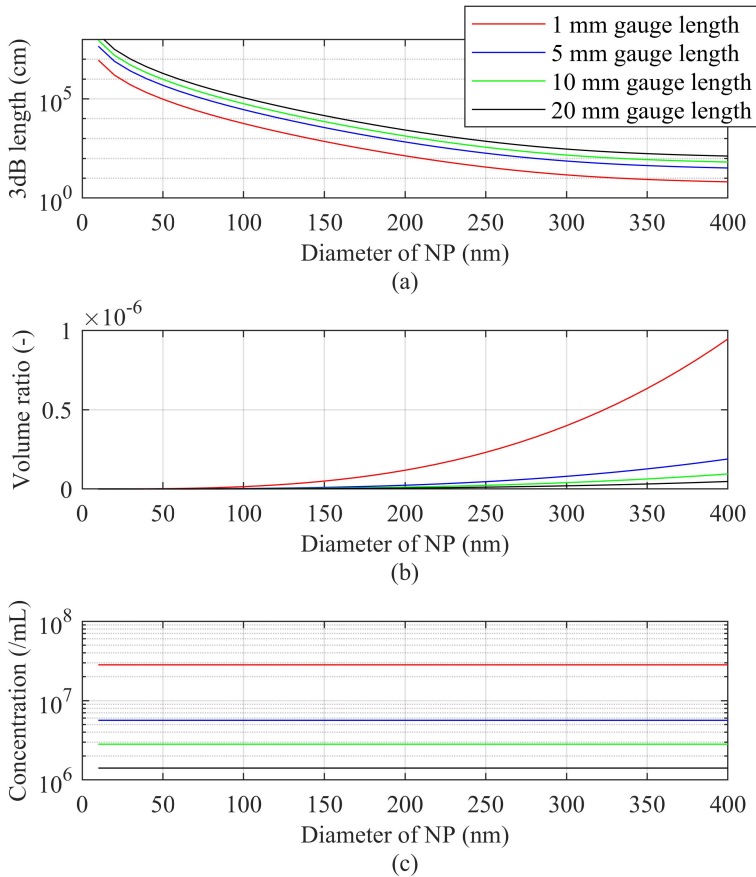 1 mm gauge length
5 mm gauge length
10 mm gauge length
20 mm gauge length
3dB length (cm)
10^5
10^0
0 50 100 150 200 250 300 350 400
Diameter of NP (nm)
(a)
×10^-6
Volume ratio (-)
1
0.5
0
0 50 100 150 200 250 300 350 400
Diameter of NP (nm)
(b)
Concentration (/mL)
10^8
10^7
10^6
0 50 100 150 200 250 300 350 400
Diameter of NP (nm)
(c)